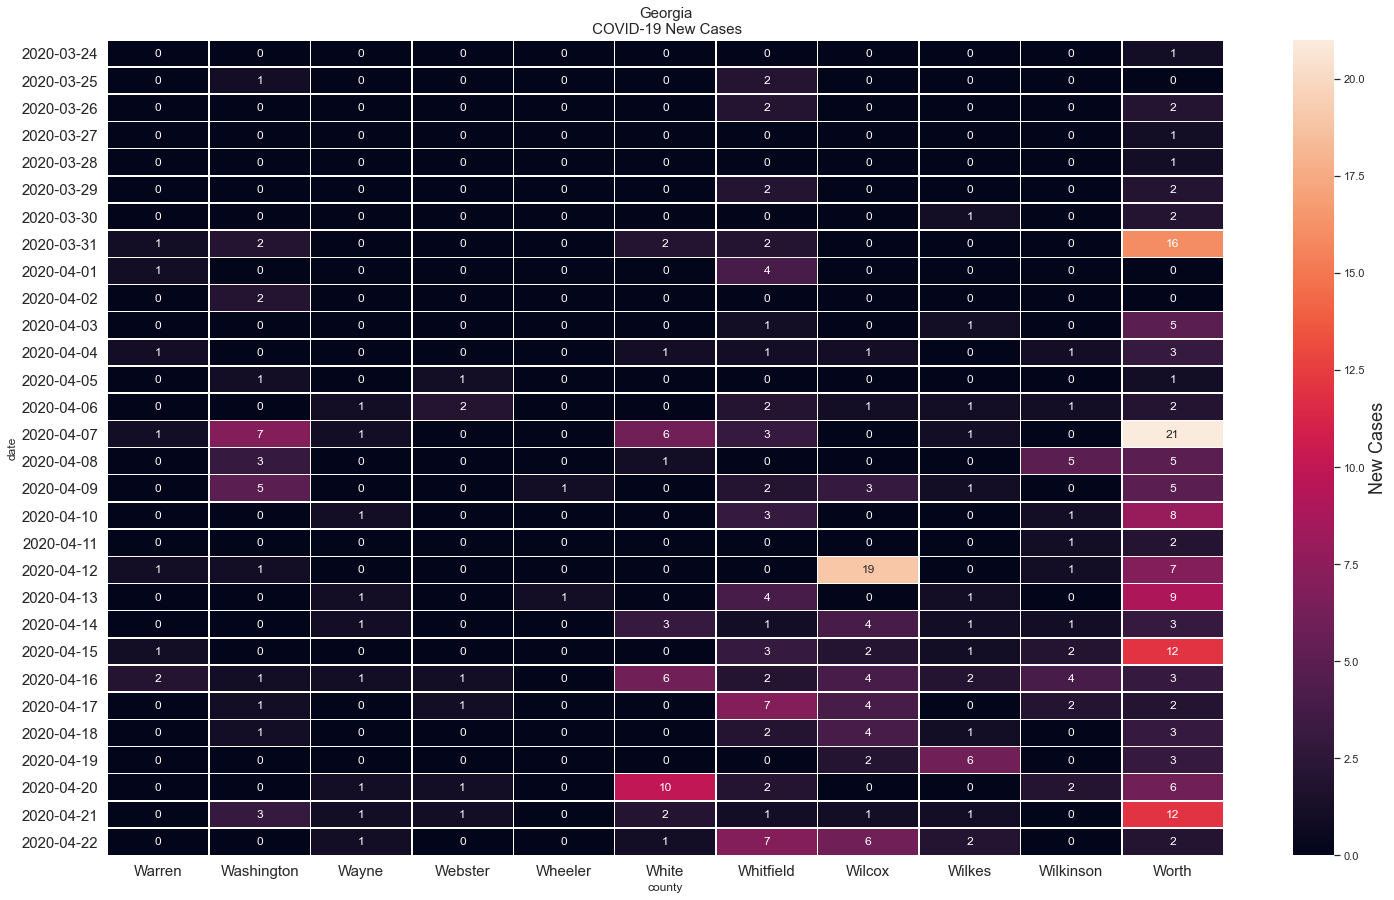 Georgia
COVID-19 New Cases
2020-03-24 0 0 0 0 0 0 0 0 0 0 1
2020-03-25 0 1 0 0 0 0 2 0 0 0 0
2020-03-26 0 0 0 0 0 0 2 0 0 0 2
2020-03-27 0 0 0 0 0 0 0 0 0 0 1
2020-03-28 0 0 0 0 0 0 0 0 0 0 1
2020-03-29 0 0 0 0 0 0 2 0 0 0 2
2020-03-30 0 0 0 0 0 0 0 0 1 0 2
2020-03-31 1 2 0 0 0 2 2 0 0 0 16
2020-04-01 1 0 0 0 0 0 4 0 0 0 0
2020-04-02 0 2 0 0 0 0 0 0 0 0 0
2020-04-03 0 0 0 0 0 0 1 0 1 0 5
2020-04-04 1 0 0 0 0 1 1 1 0 1 3
2020-04-05 0 1 0 1 0 0 0 0 0 0 1
2020-04-06 0 0 1 2 0 0 2 1 1 1 2
2020-04-07 1 7 1 0 0 6 3 0 1 0 21
2020-04-08 0 3 0 0 0 1 0 0 0 5 5
2020-04-09 0 5 0 0 1 0 2 3 1 0 5
2020-04-10 0 0 1 0 0 0 3 0 0 1 8
2020-04-11 0 0 0 0 0 0 0 0 0 1 2
2020-04-12 1 1 0 0 0 0 0 19 0 1 7
2020-04-13 0 0 1 0 1 0 4 0 1 0 9
2020-04-14 0 0 1 0 0 3 1 4 1 1 3
2020-04-15 1 0 0 0 0 0 3 2 1 2 12
2020-04-16 2 1 1 1 0 6 2 4 2 4 3
2020-04-17 0 1 0 1 0 0 7 4 0 2 2
2020-04-18 0 1 0 0 0 0 2 4 1 0 3
2020-04-19 0 0 0 0 0 0 0 2 6 0 3
2020-04-20 0 0 1 1 0 10 2 0 0 2 6
2020-04-21 0 3 1 1 0 2 1 1 1 0 12
2020-04-22 0 0 1 0 0 1 7 6 2 0 2
Warren Washington Wayne Webster Wheeler White Whitfield Wilcox Wilkes Wilkinson Worth
county
date
20.0
17.5
15.0
12.5
10.0
7.5
5.0
2.5
0.0
New Cases